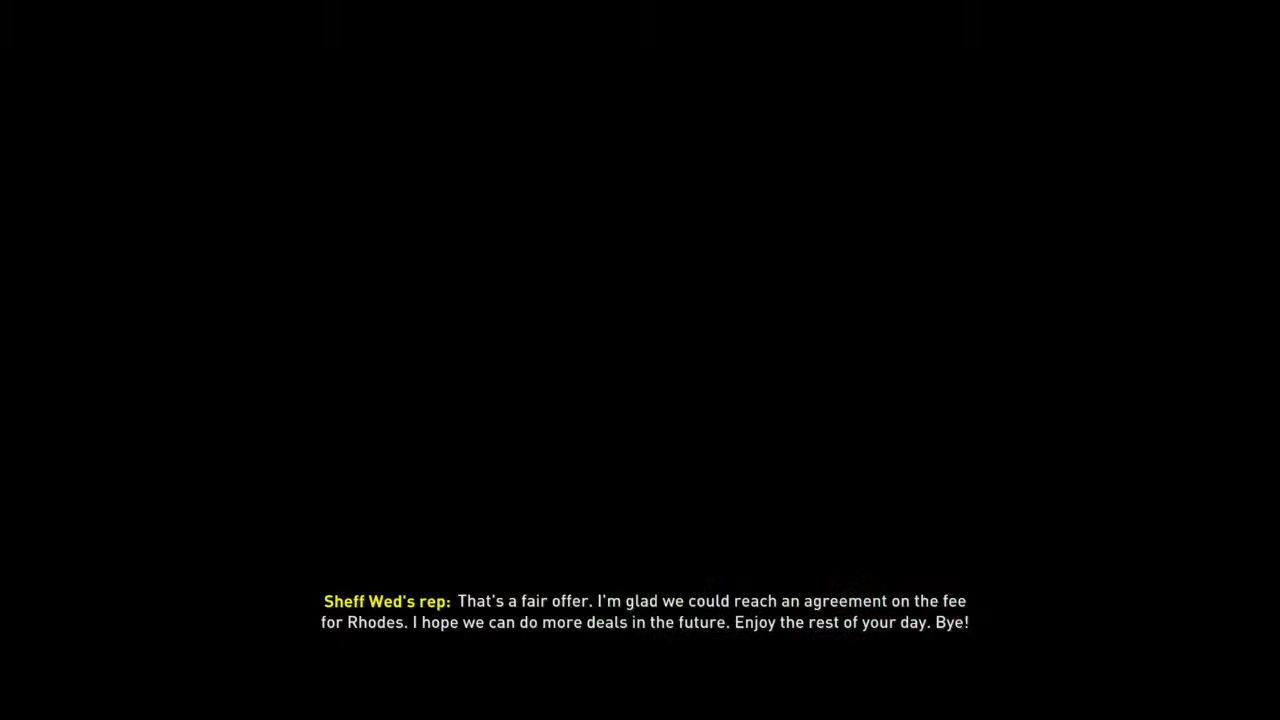 Sheff Wed's rep: That's a fair offer. I'm glad we could reach an agreement on the fee
for Rhodes. I hope we can do more deals in the future. Enjoy the rest of your day. Bye!